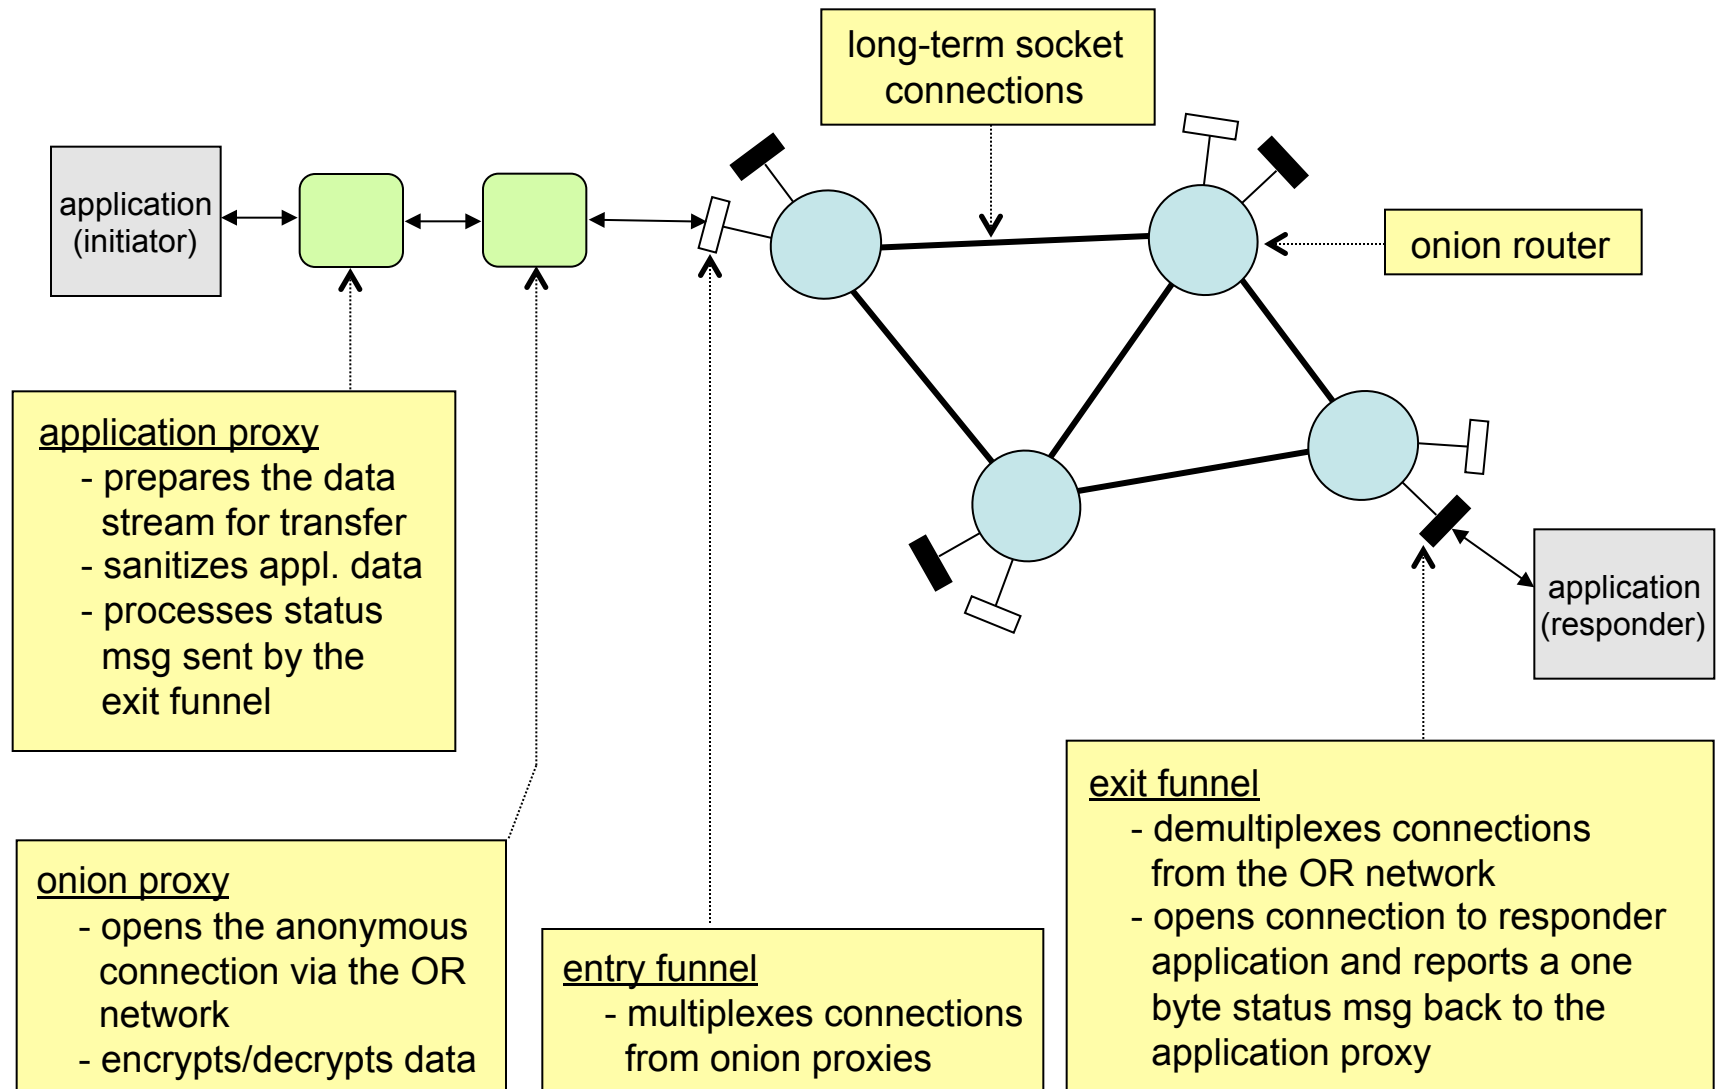 long-term socket
connections
application
(initiator)
onion router
application proxy
- prepares the data
stream for transfer
- sanitizes appl. data
- processes status
msg sent by the
exit funnel
application
(responder)
onion proxy
- opens the anonymous
connection via the OR
network
- encrypts/decrypts data
entry funnel
- multiplexes connections
from onion proxies
exit funnel
- demultiplexes connections
from the OR network
- opens connection to responder
application and reports a one
byte status msg back to the
application proxy